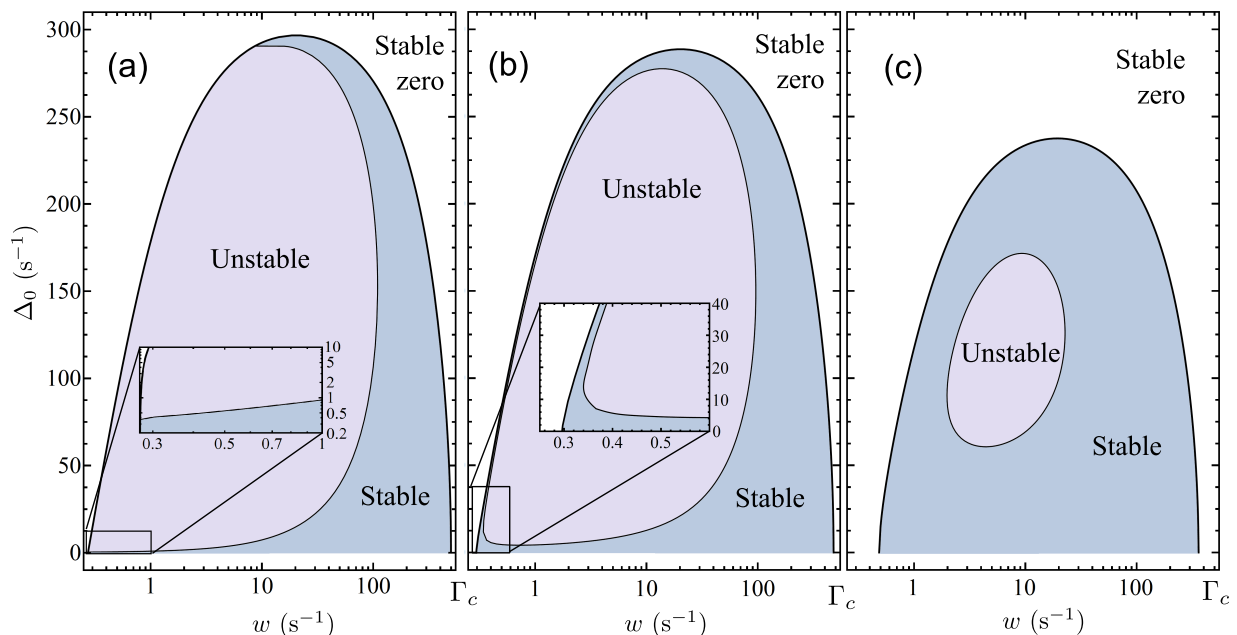 (a)
Stable
zero
Unstable
Stable
300
250
200
150
100
50
0
Δ₀ (s⁻¹)
10
5
2
1
0.5
0.2
0.3
0.5
0.7
1
1
10
100
Γc
w (s⁻¹)
(b)
Stable
zero
Unstable
Stable
40
30
20
10
0
0.3
0.4
0.5
1
10
100
Γc
w (s⁻¹)
(c)
Stable
zero
Unstable
Stable
1
10
100
Γc
w (s⁻¹)